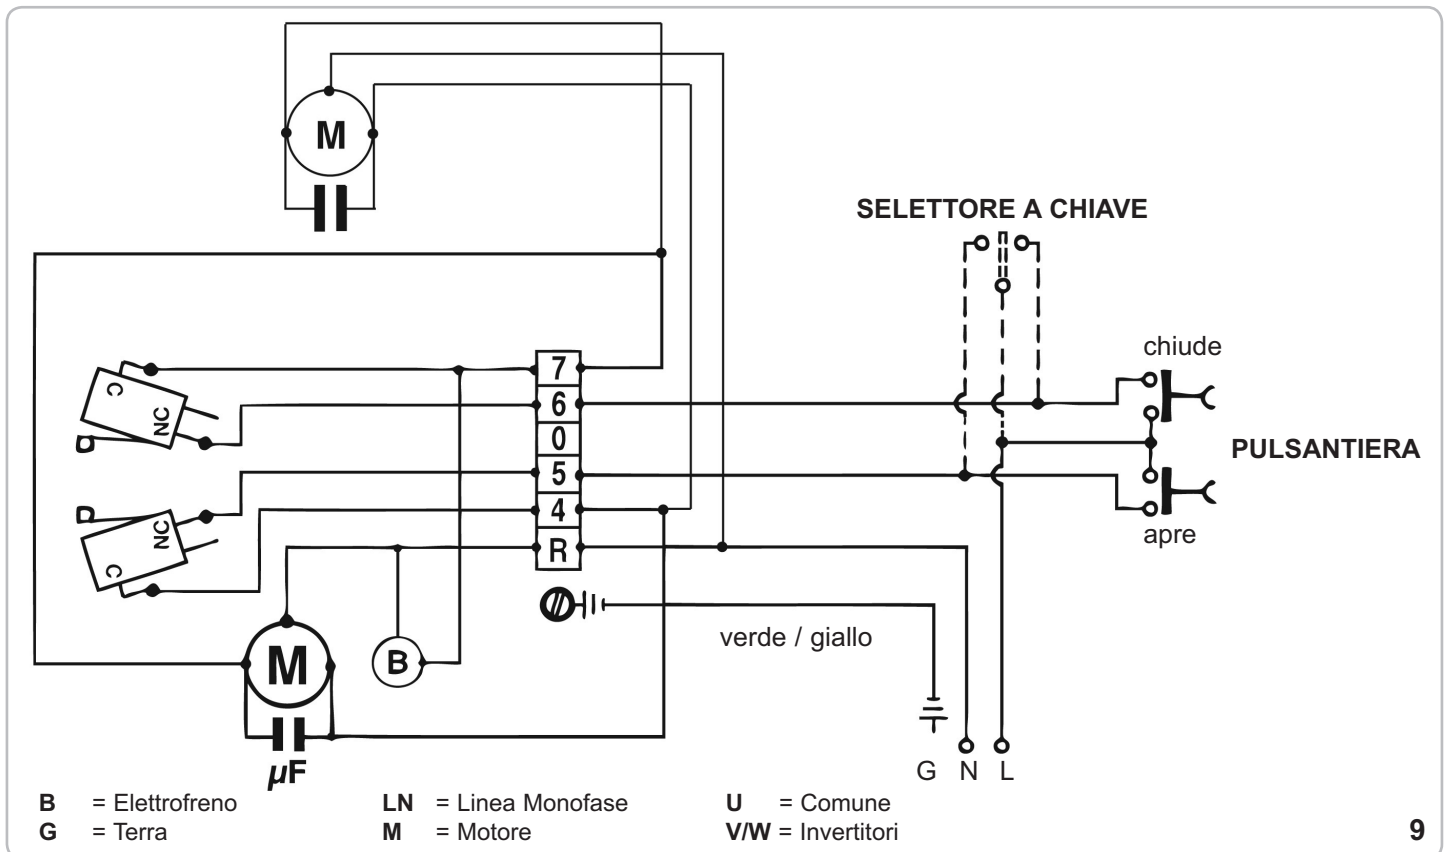 M
SELETTORE A CHIAVE
chiude
7
C
6
NC
0
PULSANTIERA
5
NC
4
apre
R
C
verde / giallo
M
B
µF
G N L
B = Elettrofreno LN = Linea Monofase U = Comune
G = Terra M = Motore V/W = Invertitori
9